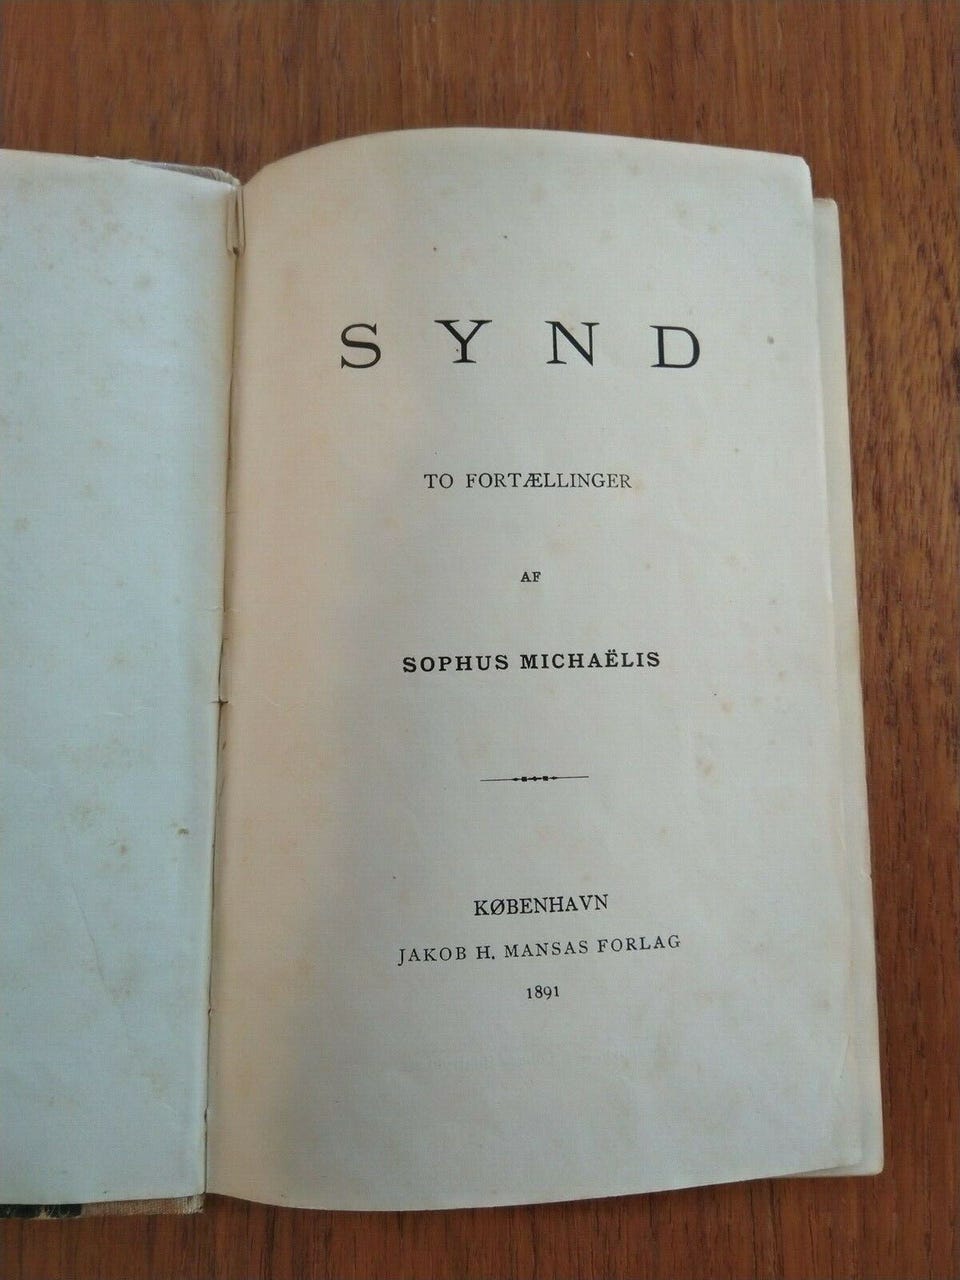 SYND
TO FORTÆLLINGER
AF
SOPHUS MICHAËLIS
KØBENHAVN
JAKOB H. MANSAS FORLAG
1891